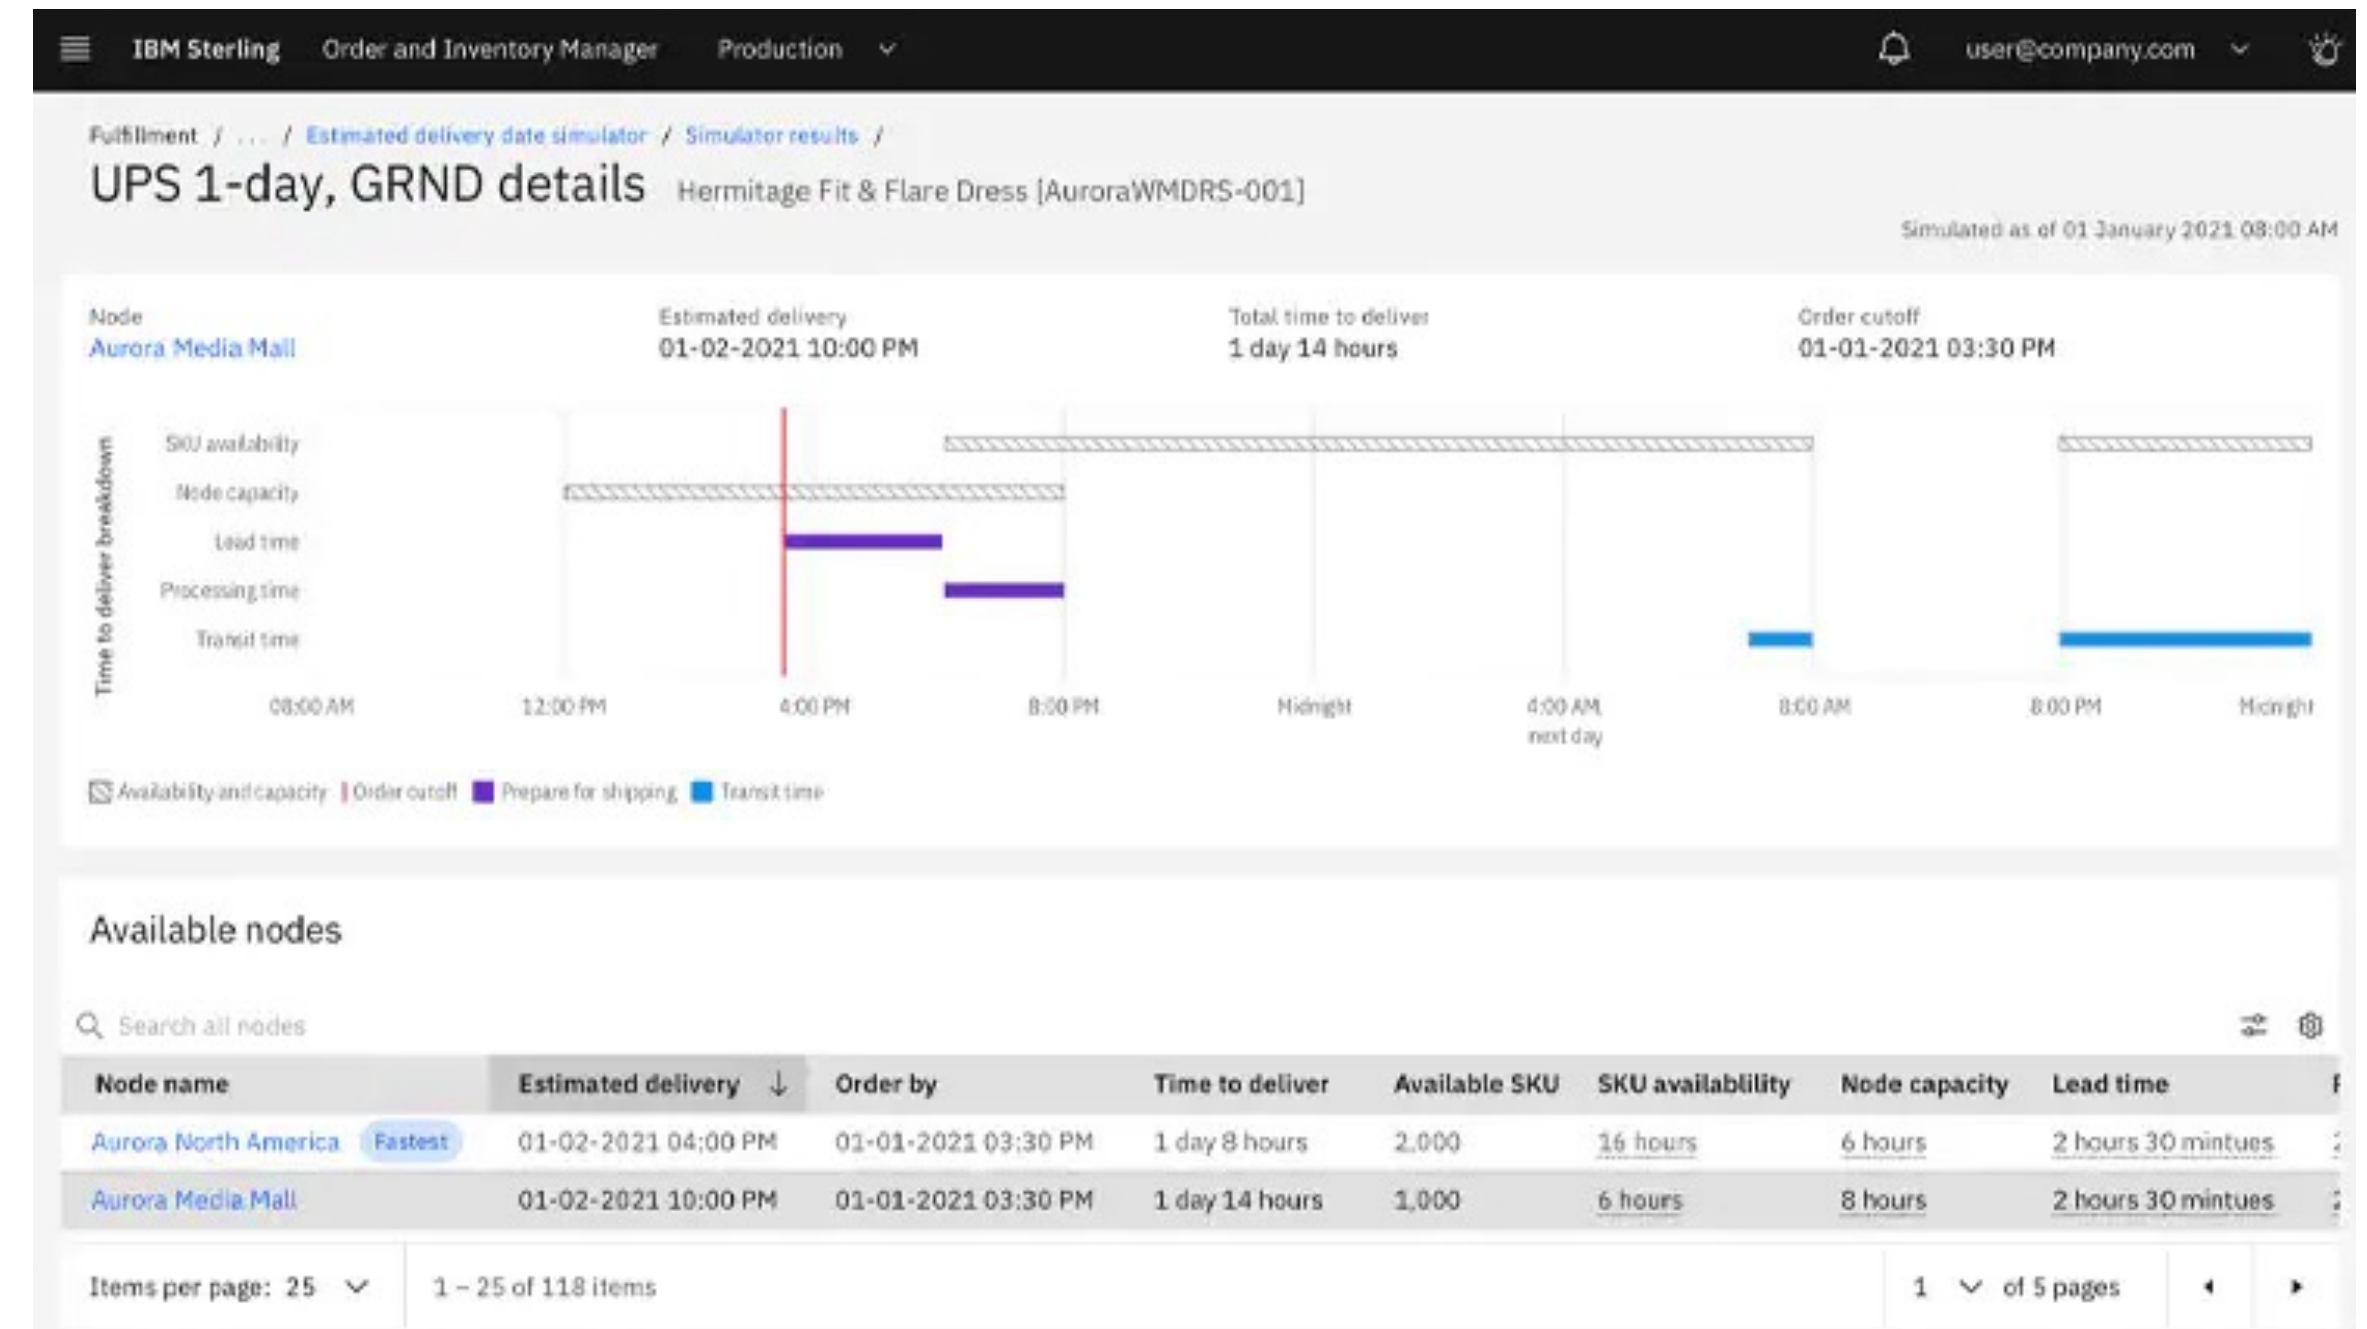 IBM Sterling Order and Inventory Manager Production user@company.com
Fulfillment / ... / Estimated delivery date simulator / Simulator results /
UPS 1-day, GRND details Hermitage Fit & Flare Dress [AuroraWMDRS-001]
Simulated as of 01 January 2021 08:00 AM
Node Estimated delivery Total time to deliver Order cutoff
Aurora Media Mall 01-02-2021 10:00 PM 1 day 14 hours 01-01-2021 03:30 PM
Time to deliver breakdown
SKU availability
Node capacity
Lead time
Processing time
Transit time
08:00 AM 12:00 PM 4:00 PM 8:00 PM Midnight 4:00 AM, 8:00 AM 8:00 PM Midnight
next day
Availability and capacity Order cutoff Prepare for shipping Transit time
Available nodes
Search all nodes
Node name Estimated delivery Order by Time to deliver Available SKU SKU availablility Node capacity Lead time
Aurora North America Fastest 01-02-2021 04:00 PM 01-01-2021 03:30 PM 1 day 8 hours 2,000 16 hours 6 hours 2 hours 30 mintues
Aurora Media Mall 01-02-2021 10:00 PM 01-01-2021 03:30 PM 1 day 14 hours 1,000 6 hours 8 hours 2 hours 30 mintues
Items per page: 25 1 – 25 of 118 items 1 of 5 pages